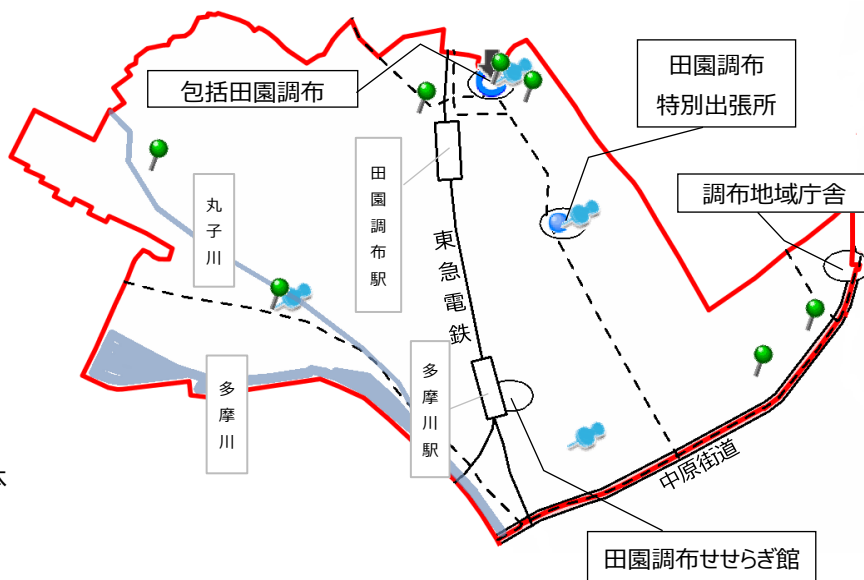 包括田園調布
田園調布
特別出張所
調布地域庁舎
田園調布駅
丸子川
東急電鉄
多摩川駅
多摩川
中原街道
田園調布せせらぎ館